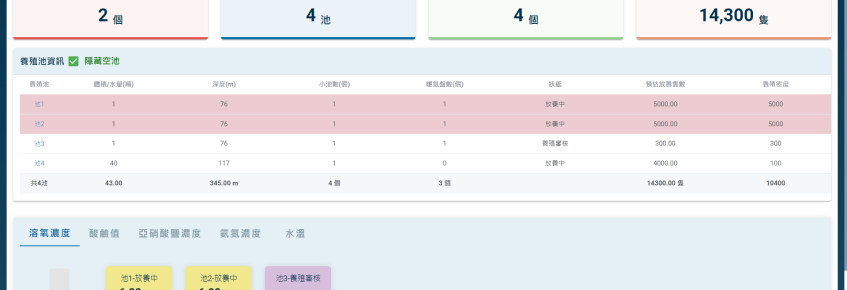 2 個
4 池
4 個
14,300 隻
養殖池資訊 ✅ 隱藏空池
養殖池 體積/水量(噸) 深度(m) 小池數(個) 曝氣盤數(個) 狀態 預估放養隻數 養殖密度
池1 1 76 1 1 放養中 5000.00 5000
池2 1 76 1 1 放養中 5000.00 5000
池3 1 76 1 1 養殖審核 300.00 300
池4 40 117 1 0 放養中 4000.00 100
共4池 43.00 345.00 m 4 個 3 個 14300.00 隻 10400
溶氧濃度 酸鹼值 亞硝酸鹽濃度 氨氮濃度 水溫
池1-放養中 池2-放養中 池3-養殖審核